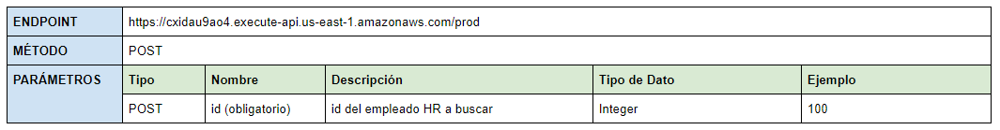 ENDPOINT https://cxidau9ao4.execute-api.us-east-1.amazonaws.com/prod
MÉTODO POST
PARÁMETROS Tipo Nombre Descripción Tipo de Dato Ejemplo
POST id (obligatorio) id del empleado HR a buscar Integer 100